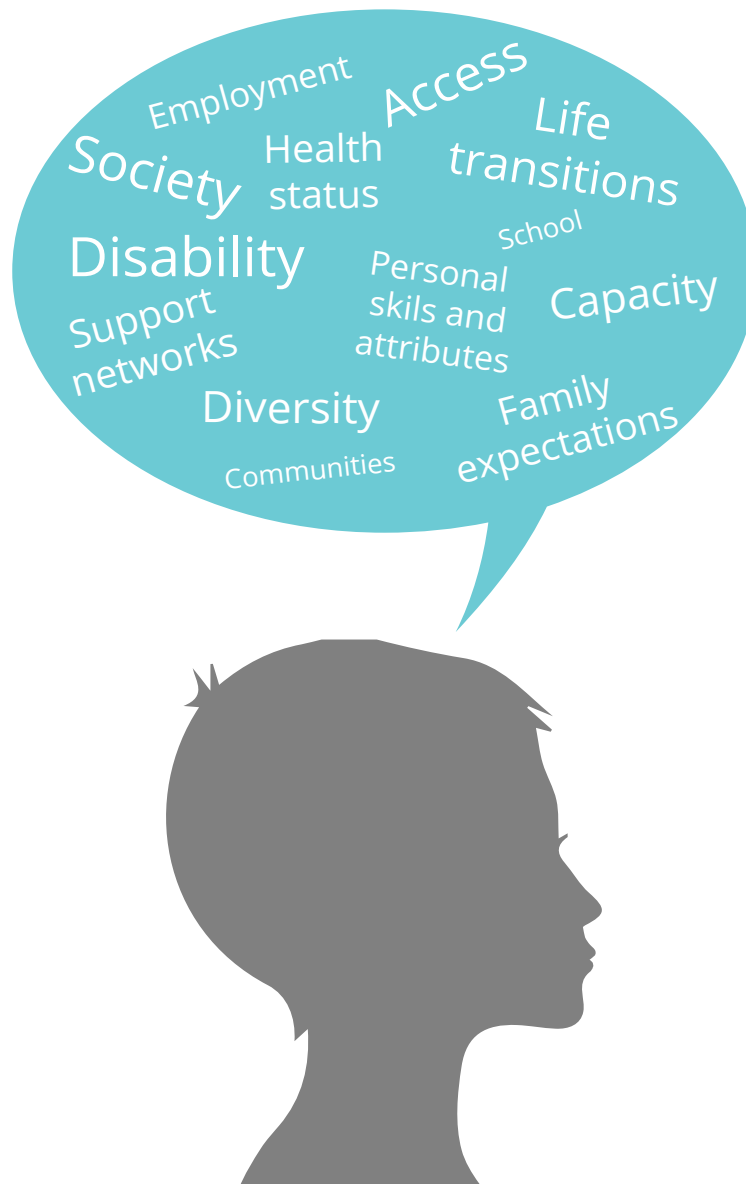 Employment
Access
Life
transitions
Society
Health
status
School
Disability
Personal
skils and
attributes
Capacity
Support
networks
Diversity
Family
expectations
Communities